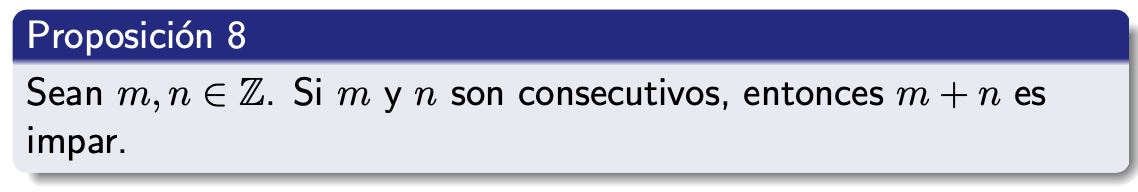 Proposición 8
Sean m, n ∈ ℤ. Si m y n son consecutivos, entonces m + n es
impar.